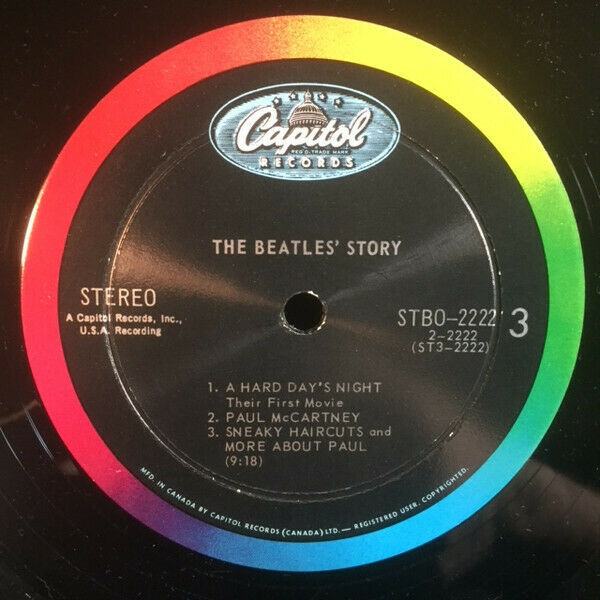 Capitol
REG·D·TRADE MARK
RECORDS
THE BEATLES' STORY
STEREO
A Capitol Records, Inc.,
U.S.A. Recording
STBO-2222 3
2-2222
(ST3-2222)
1. A HARD DAY'S NIGHT
Their First Movie
2. PAUL McCARTNEY
3. SNEAKY HAIRCUTS and
MORE ABOUT PAUL
(9:18)
MFD. IN CANADA BY CAPITOL RECORDS (CANADA) LTD. — REGISTERED USER. COPYRIGHTED.